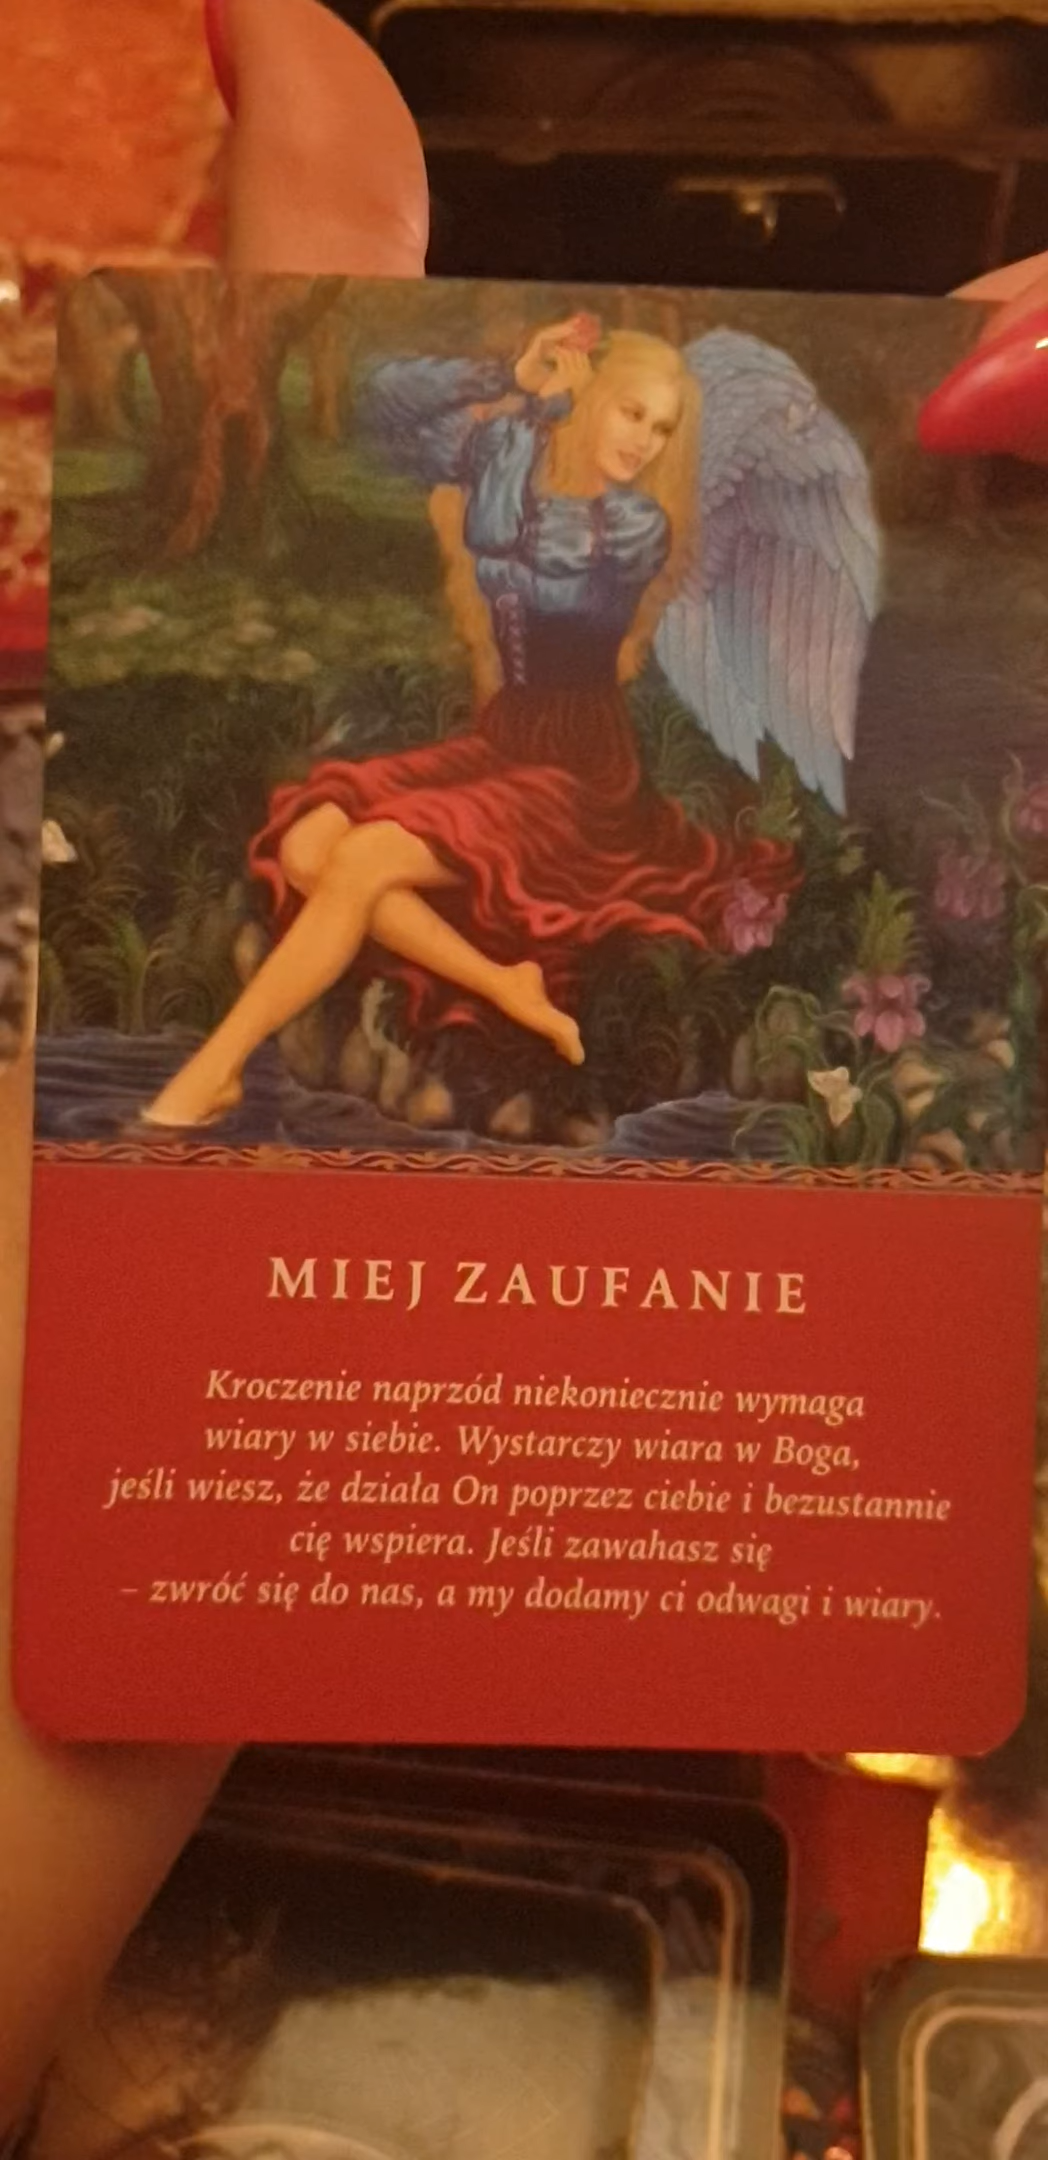 MIEJ ZAUFANIE
Kroczenie naprzód niekoniecznie wymaga
wiary w siebie. Wystarczy wiara w Boga,
jeśli wiesz, że działa On poprzez ciebie i bezustannie
cię wspiera. Jeśli zawahasz się
– zwróć się do nas, a my dodamy ci odwagi i wiary.